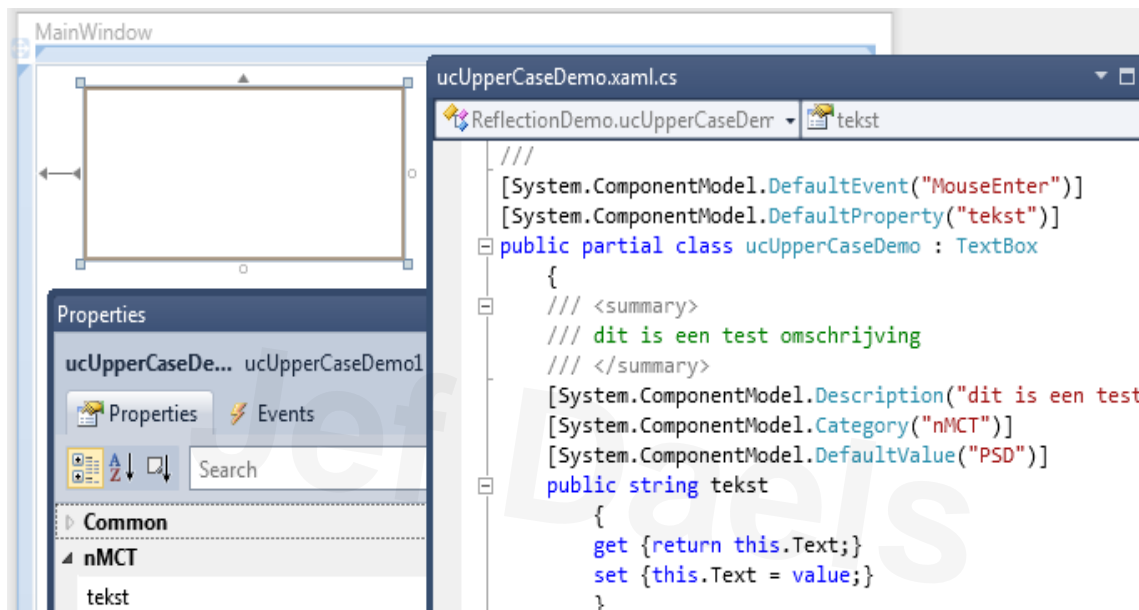 MainWindow
ucUpperCaseDemo.xaml.cs
ReflectionDemo.ucUpperCaseDem
tekst
///
[System.ComponentModel.DefaultEvent("MouseEnter")]
[System.ComponentModel.DefaultProperty("tekst")]
public partial class ucUpperCaseDemo : TextBox
{
/// <summary>
/// dit is een test omschrijving
/// </summary>
[System.ComponentModel.Description("dit is een test
[System.ComponentModel.Category("nMCT")]
[System.ComponentModel.DefaultValue("PSD")]
public string tekst
{
get {return this.Text;}
set {this.Text = value;}
}
Properties
ucUpperCaseDe... ucUpperCaseDemo1
Properties Events
Search
Common
nMCT
tekst
Jef Daels